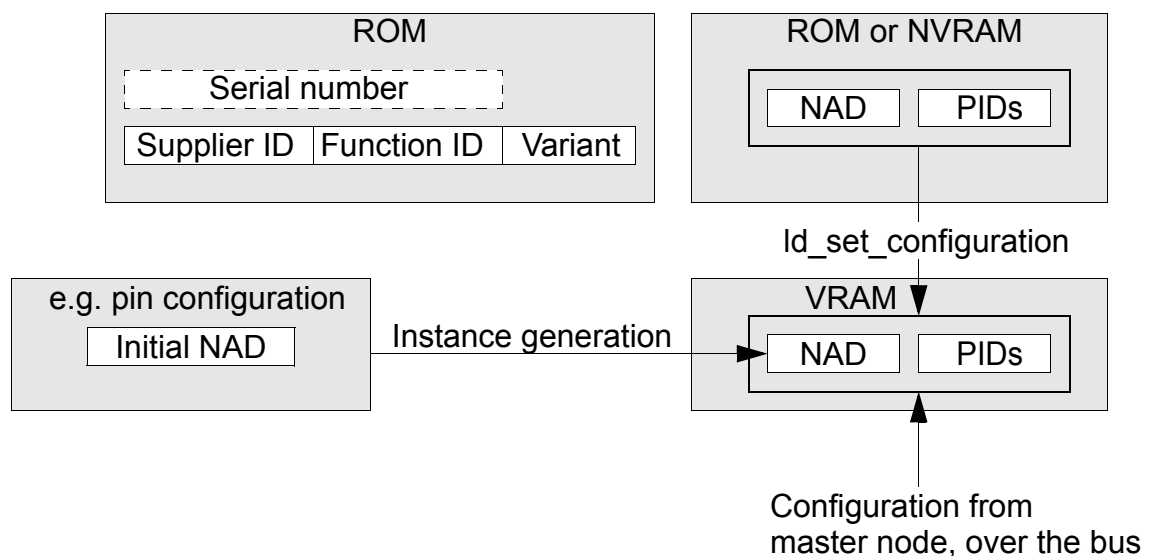 ROM
Serial number
Supplier ID
Function ID
Variant
ROM or NVRAM
NAD
PIDs
ld_set_configuration
e.g. pin configuration
Initial NAD
Instance generation
VRAM
NAD
PIDs
Configuration from
master node, over the bus